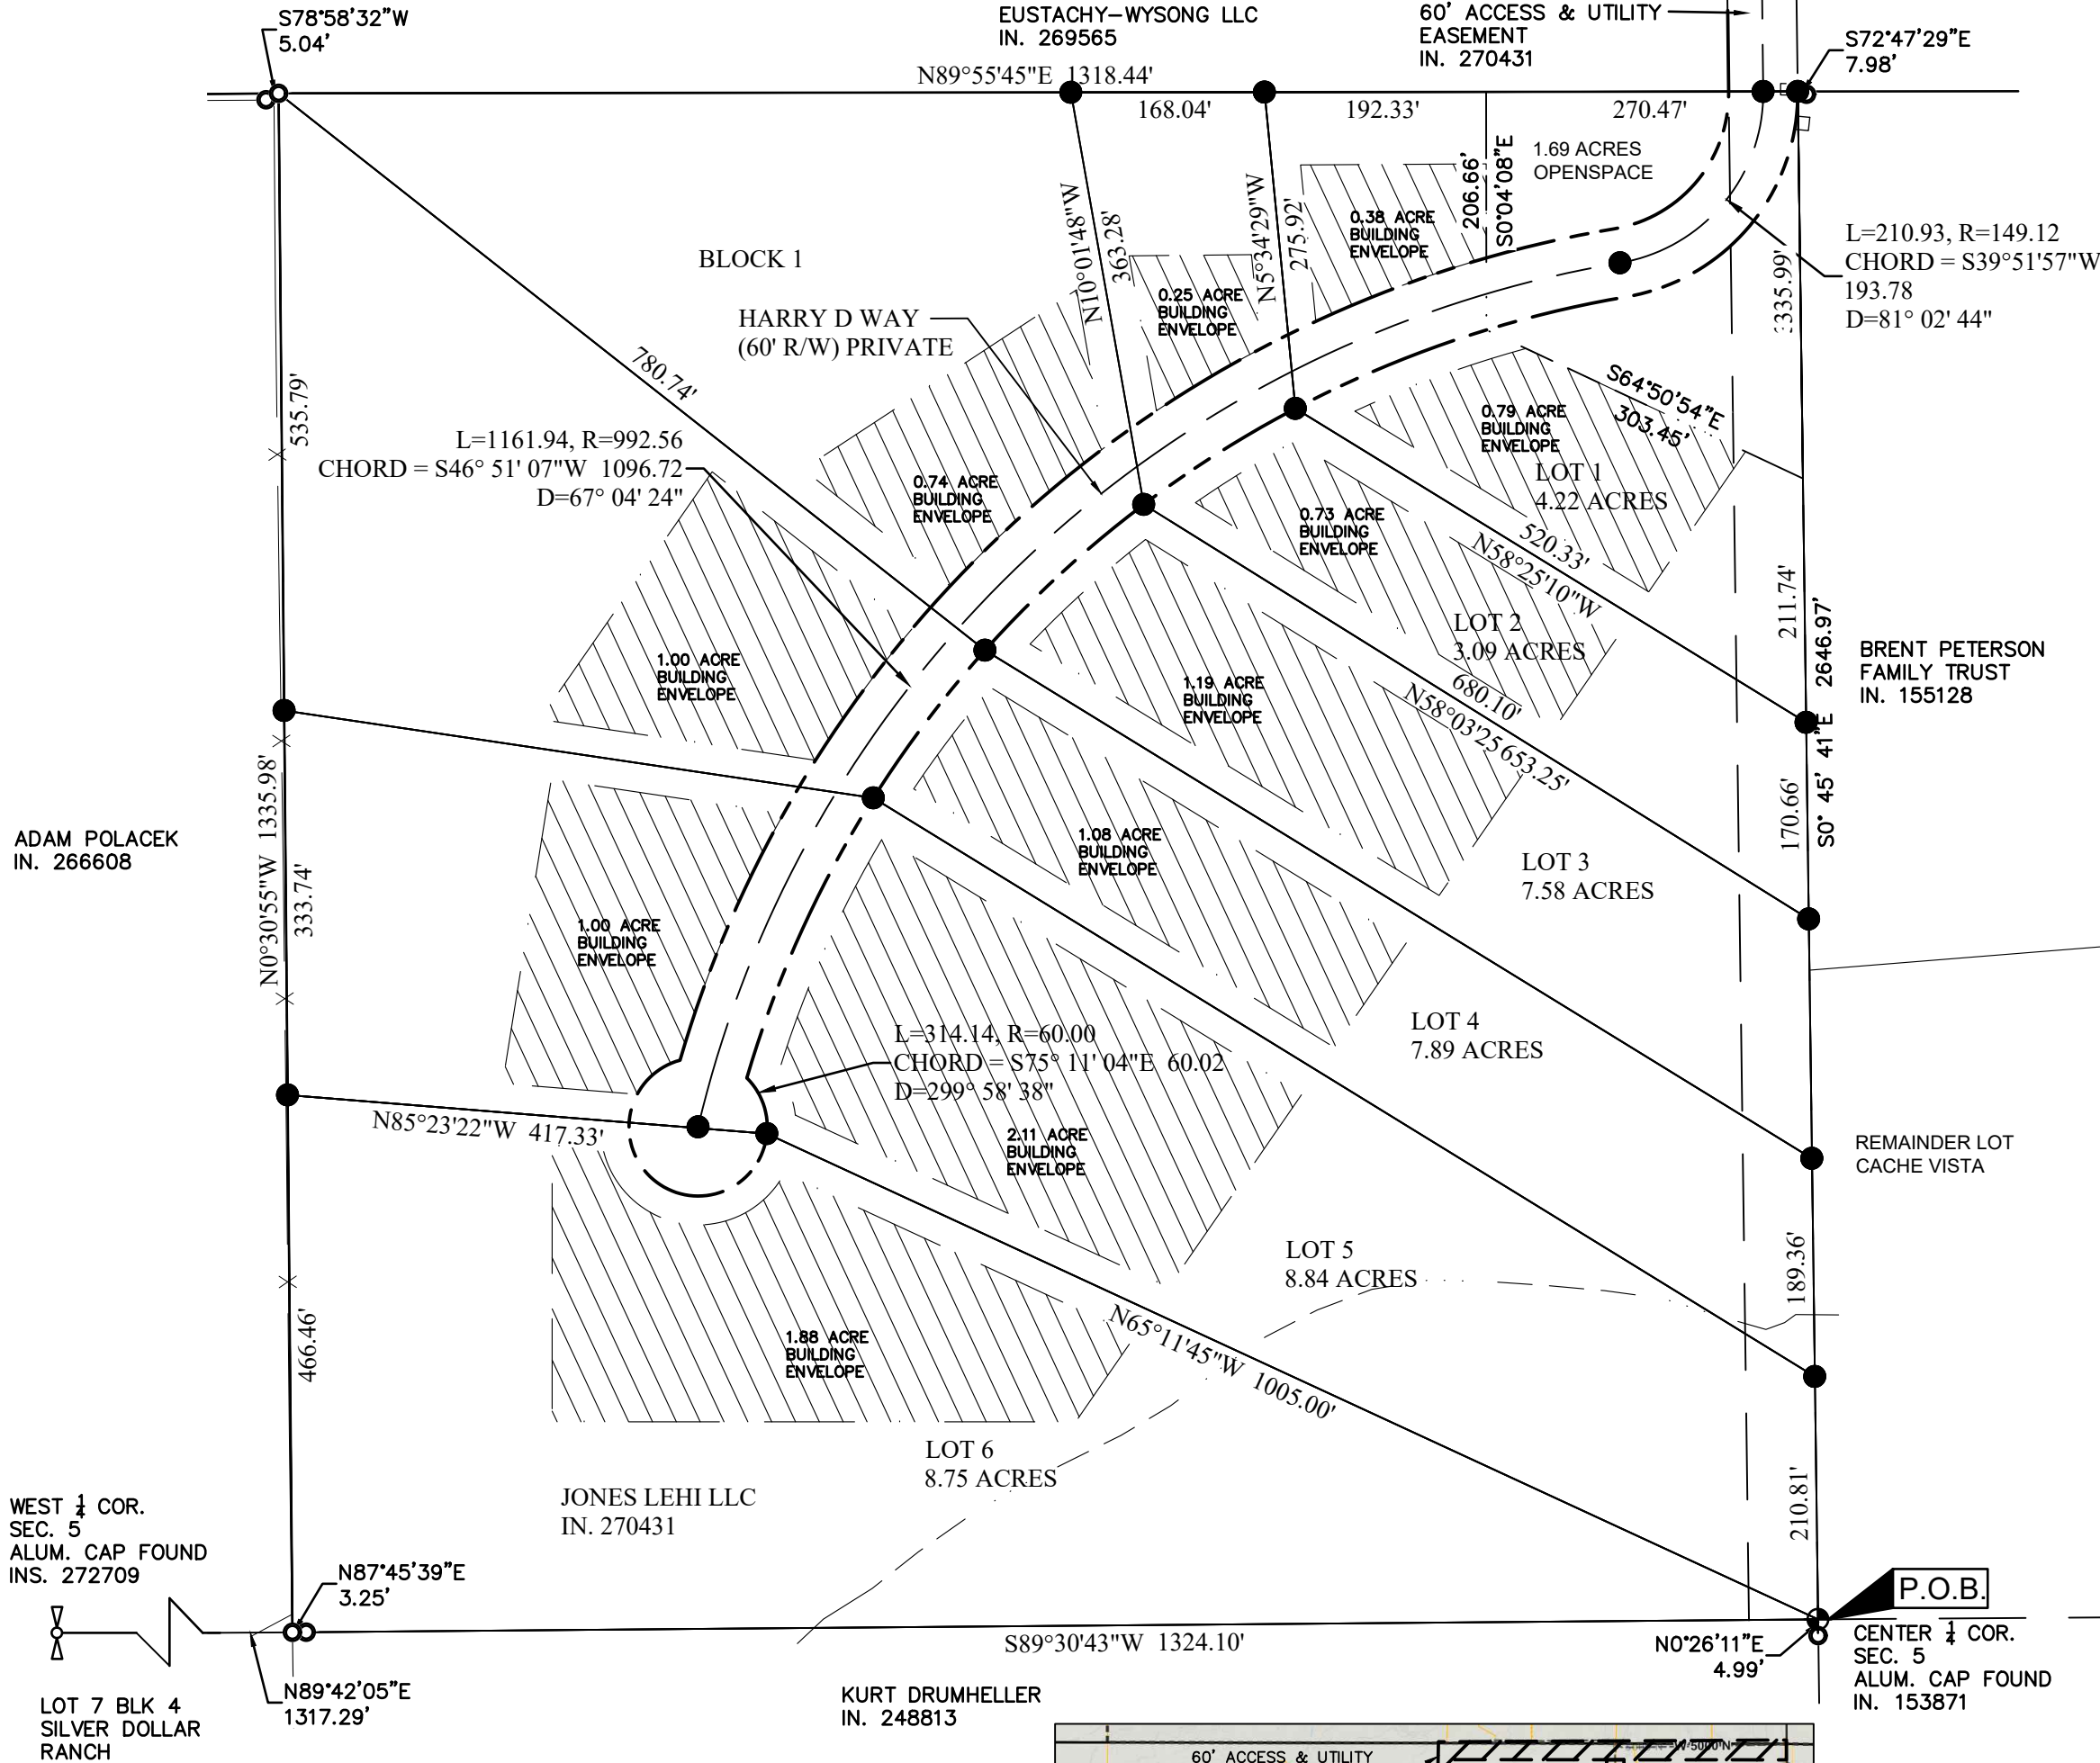 S78°58'32"W
5.04'
EUSTACHY-WYSONG LLC
IN. 269565
60' ACCESS & UTILITY
EASEMENT
IN. 270431
S72°47'29"E
7.98'
N89°55'45"E 1318.44'
168.04'
192.33'
270.47'
1.69 ACRES
OPENSPACE
206.66'
S0°04'08"E
N10°01'48"W
363.28'
N5°34'29"W
275.92'
0.38 ACRE
BUILDING
ENVELOPE
L=210.93, R=149.12
CHORD = S39°51'57"W
193.78
D=81° 02' 44"
335.99'
BLOCK 1
0.25 ACRE
BUILDING
ENVELOPE
HARRY D WAY
(60' R/W) PRIVATE
780.74'
535.79'
S64°50'54"E
303.45'
0.79 ACRE
BUILDING
ENVELOPE
LOT 1
4.22 ACRES
L=1161.94, R=992.56
CHORD = S46° 51' 07"W 1096.72
D=67° 04' 24"
0.74 ACRE
BUILDING
ENVELOPE
0.73 ACRE
BUILDING
ENVELOPE
520.33'
N58°25'10"W
211.74'
S0° 45' 41"E 2646.97'
LOT 2
3.09 ACRES
BRENT PETERSON
FAMILY TRUST
IN. 155128
1.00 ACRE
BUILDING
ENVELOPE
1.19 ACRE
BUILDING
ENVELOPE
680.10'
N58°03'25
653.25'
170.66'
ADAM POLACEK
IN. 266608
N0°30'55"W 1335.98'
333.74'
1.08 ACRE
BUILDING
ENVELOPE
LOT 3
7.58 ACRES
1.00 ACRE
BUILDING
ENVELOPE
L=314.14, R=60.00
CHORD = S75° 11' 04"E 60.02
D=299° 58' 38"
LOT 4
7.89 ACRES
N85°23'22"W 417.33'
2.11 ACRE
BUILDING
ENVELOPE
REMAINDER LOT
CACHE VISTA
LOT 5
8.84 ACRES
189.36'
466.46'
1.88 ACRE
BUILDING
ENVELOPE
N65°11'45"W 1005.00'
LOT 6
8.75 ACRES
210.81'
JONES LEHI LLC
IN. 270431
WEST 1/4 COR.
SEC. 5
ALUM. CAP FOUND
INS. 272709
N87°45'39"E
3.25'
P.O.B.
S89°30'43"W 1324.10'
N0°26'11"E
4.99'
CENTER 1/4 COR.
SEC. 5
ALUM. CAP FOUND
IN. 153871
N89°42'05"E
1317.29'
LOT 7 BLK 4
SILVER DOLLAR
RANCH
KURT DRUMHELLER
IN. 248813
W 5000 N
60' ACCESS & UTILITY